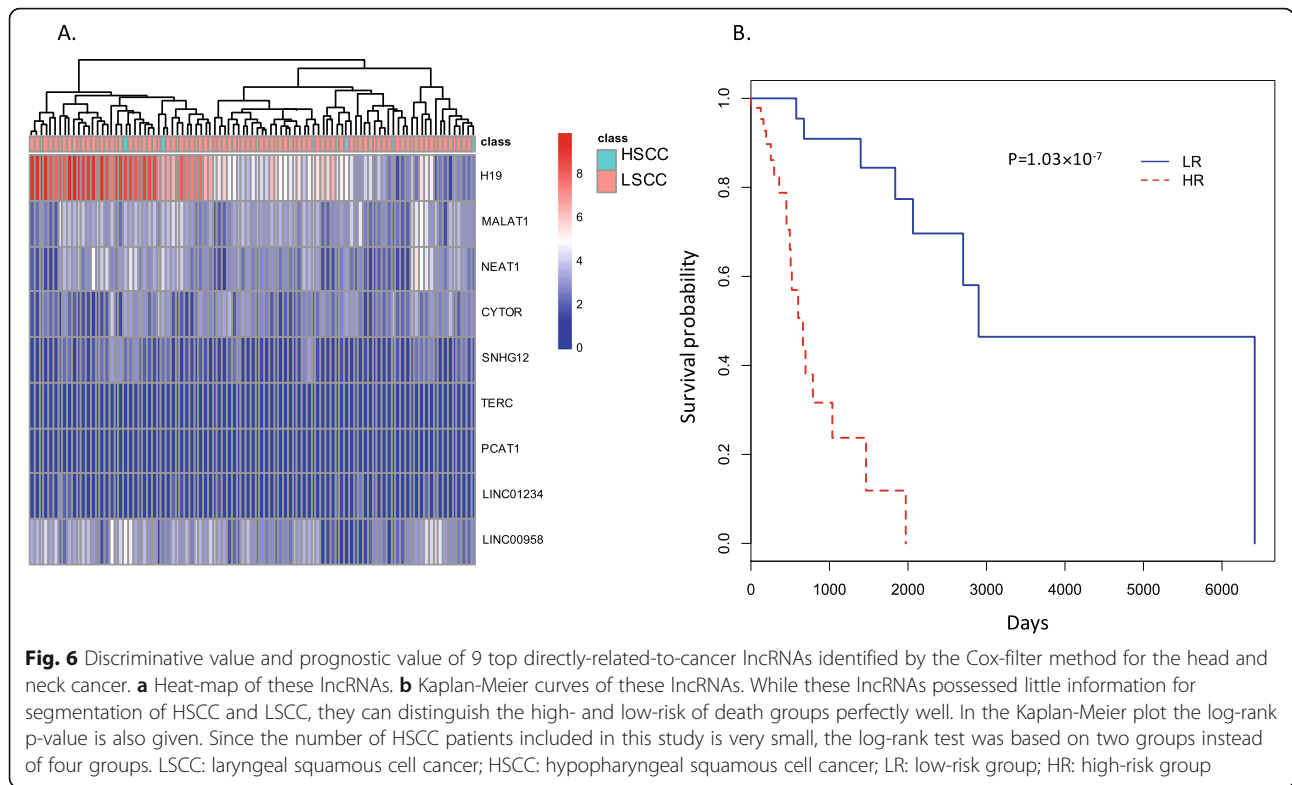 A.
class
H19
MALAT1
NEAT1
CYTOR
SNHG12
TERC
PCAT1
LINC01234
LINC00958
8
6
4
2
0
class
HSCC
LSCC
B.
P=1.03×10⁻⁷
LR
HR
Survival probability
1.0
0.8
0.6
0.4
0.2
0.0
0 1000 2000 3000 4000 5000 6000
Days
Fig. 6 Discriminative value and prognostic value of 9 top directly-related-to-cancer lncRNAs identified by the Cox-filter method for the head and
neck cancer. a Heat-map of these lncRNAs. b Kaplan-Meier curves of these lncRNAs. While these lncRNAs possessed little information for
segmentation of HSCC and LSCC, they can distinguish the high- and low-risk of death groups perfectly well. In the Kaplan-Meier plot the log-rank
p-value is also given. Since the number of HSCC patients included in this study is very small, the log-rank test was based on two groups instead
of four groups. LSCC: laryngeal squamous cell cancer; HSCC: hypopharyngeal squamous cell cancer; LR: low-risk group; HR: high-risk group